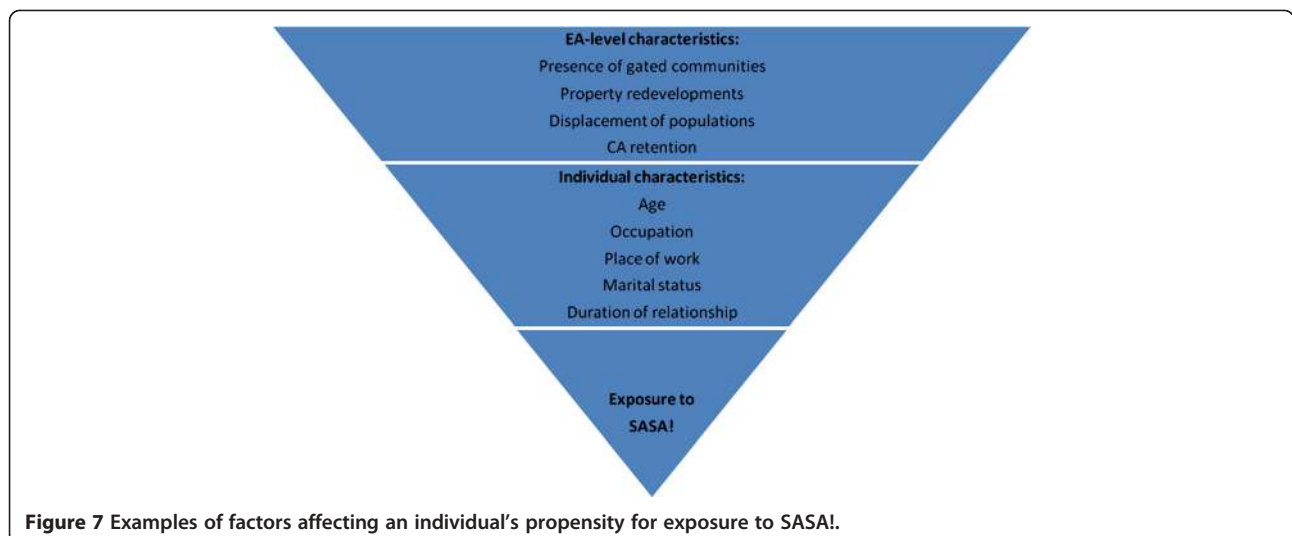 EA-level characteristics:
Presence of gated communities
Property redevelopments
Displacement of populations
CA retention
Individual characteristics:
Age
Occupation
Place of work
Marital status
Duration of relationship
Exposure to
SASA!
Figure 7 Examples of factors affecting an individual's propensity for exposure to SASA!.